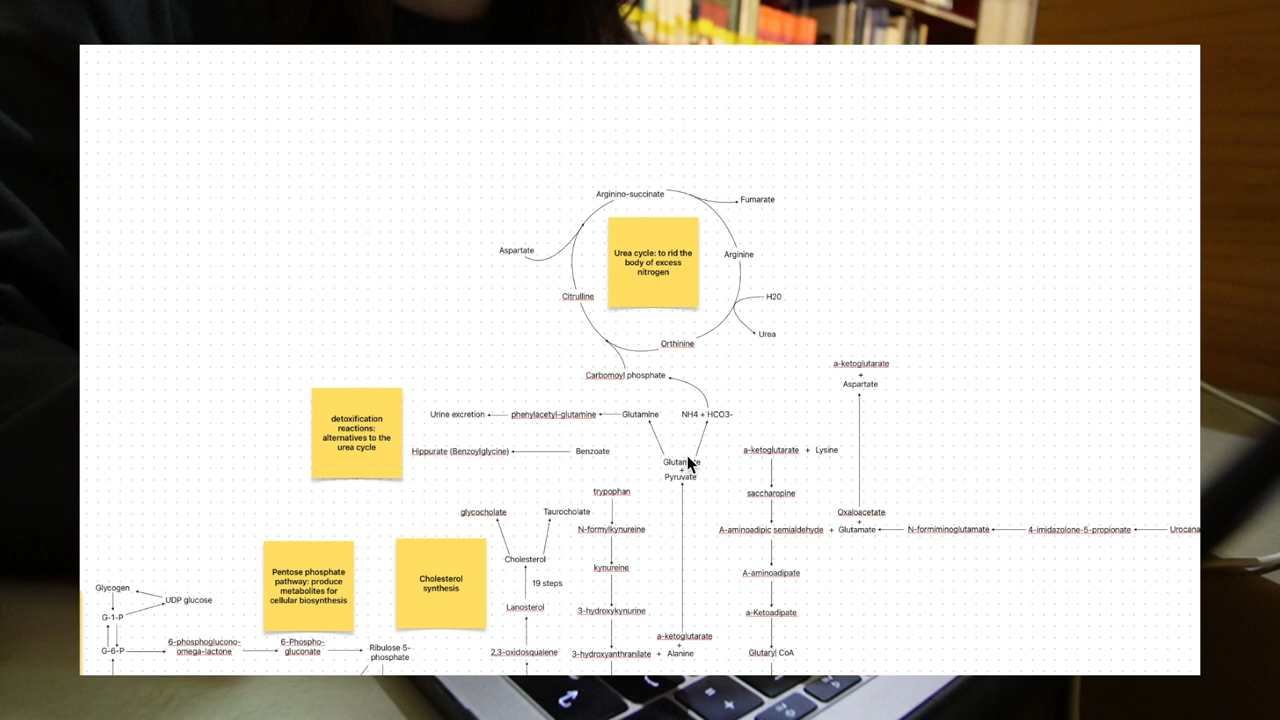 Arginino-succinate
Fumarate
Urea cycle: to rid the
body of excess
nitrogen
Aspartate
Arginine
Citrulline
H20
Urea
Orthinine
a-ketoglutarate
+
Aspartate
Carbomoyl phosphate
detoxification
reactions:
alternatives to the
urea cycle
Urine excretion
phenylacetyl-glutamine
Glutamine
NH4 + HCO3-
Hippurate (Benzoylglycine)
Benzoate
a-ketoglutarate + Lysine
Glutamate
+
Pyruvate
trypophan
saccharopine
glycocholate
Taurocholate
Oxaloacetate
+
N-formylkynureine
A-aminoadipic semialdehyde + Glutamate
N-formiminoglutamate
4-imidazolone-5-propionate
Urocana
Pentose phosphate
pathway: produce
metabolites for
cellular biosynthesis
Cholesterol
synthesis
Cholesterol
kynureine
A-aminoadipate
19 steps
Glycogen
UDP glucose
Lanosterol
3-hydroxykynurine
a-Ketoadipate
G-1-P
6-phosphoglucono-
omega-lactone
6-Phospho-
gluconate
Ribulose 5-
phosphate
a-ketoglutarate
+
G-6-P
2,3-oxidosqualene
3-hydroxyanthranilate + Alanine
Glutaryl CoA